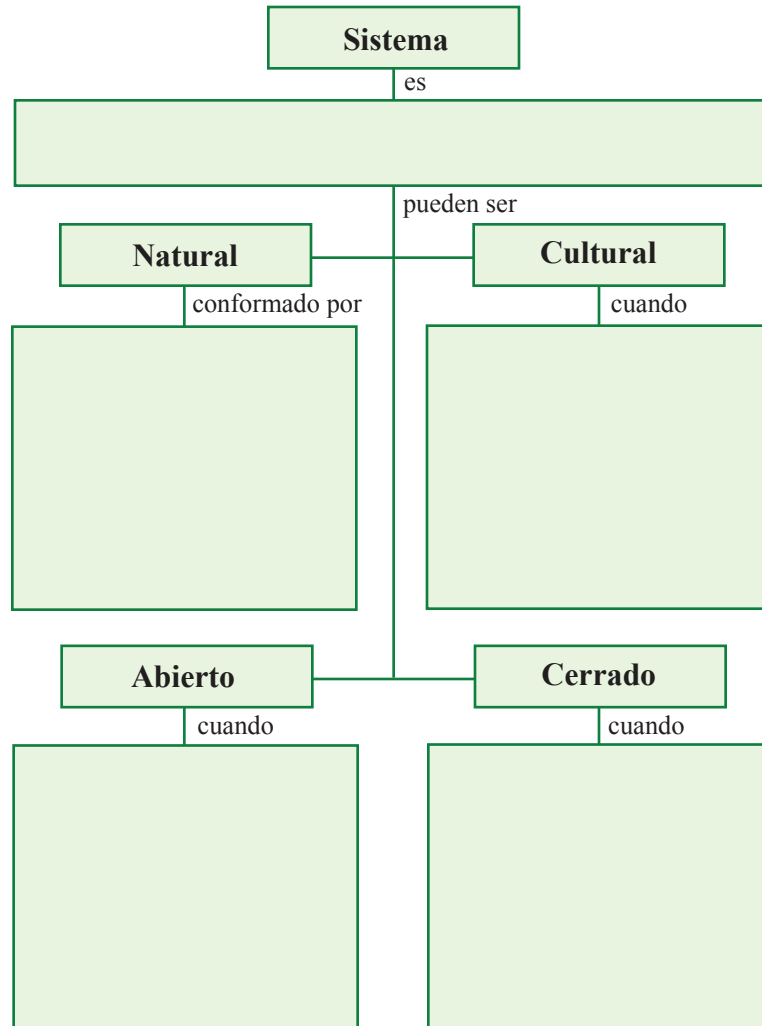 Sistema
es
pueden ser
Natural
Cultural
conformado por
cuando
Abierto
Cerrado
cuando
cuando